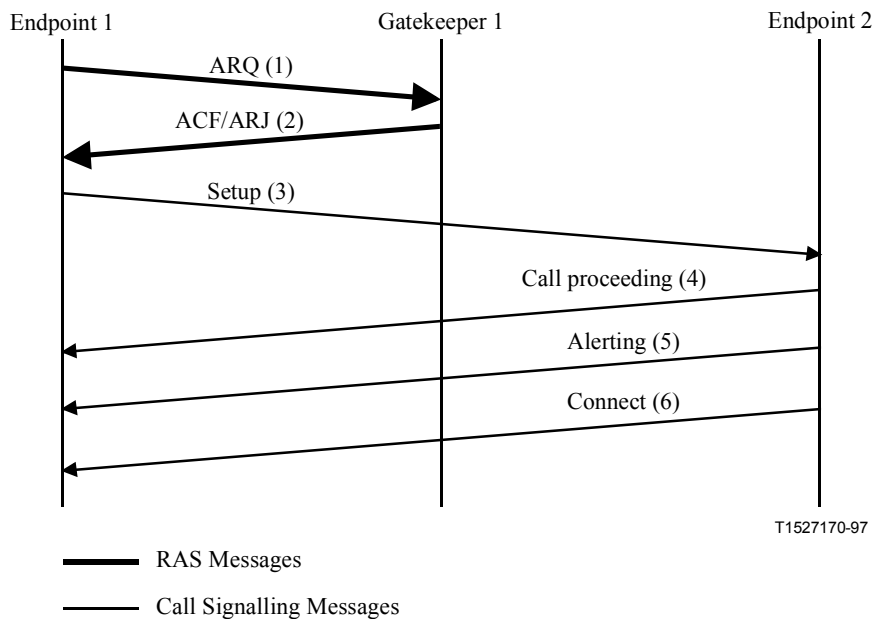 Endpoint 1
Gatekeeper 1
Endpoint 2
ARQ (1)
ACF/ARJ (2)
Setup (3)
Call proceeding (4)
Alerting (5)
Connect (6)
T1527170-97
RAS Messages
Call Signalling Messages